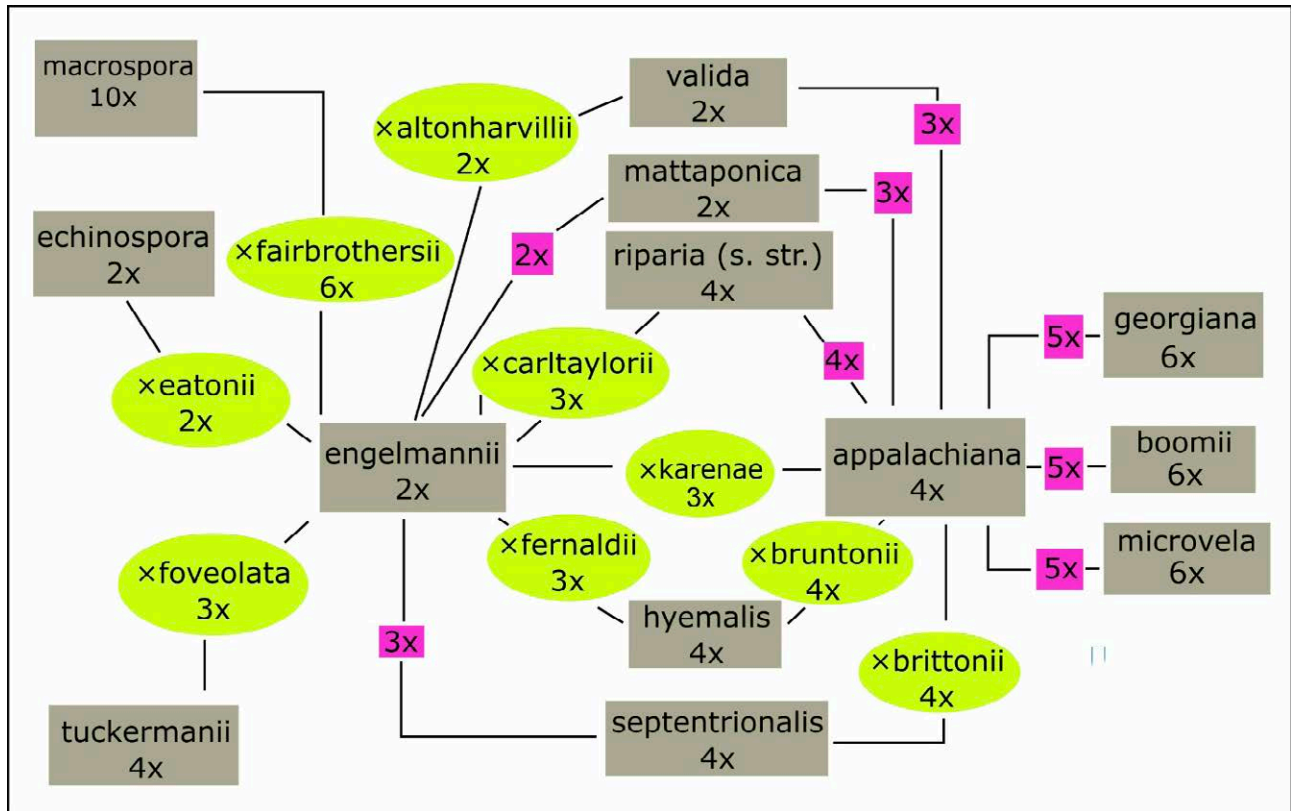 macrospora
10x
×altonharvillii
2x
valida
2x
3x
mattaponica
2x
3x
echinospora
2x
×fairbrothersii
6x
2x
riparia (s. str.)
4x
×eatonii
2x
×carltaylorii
3x
4x
5x
georgiana
6x
engelmannii
2x
×karenae
3x
appalachiana
4x
5x
boomii
6x
×foveolata
3x
×fernaldii
3x
×bruntonii
4x
5x
microvela
6x
3x
hyemalis
4x
×brittonii
4x
tuckermanii
4x
septentrionalis
4x